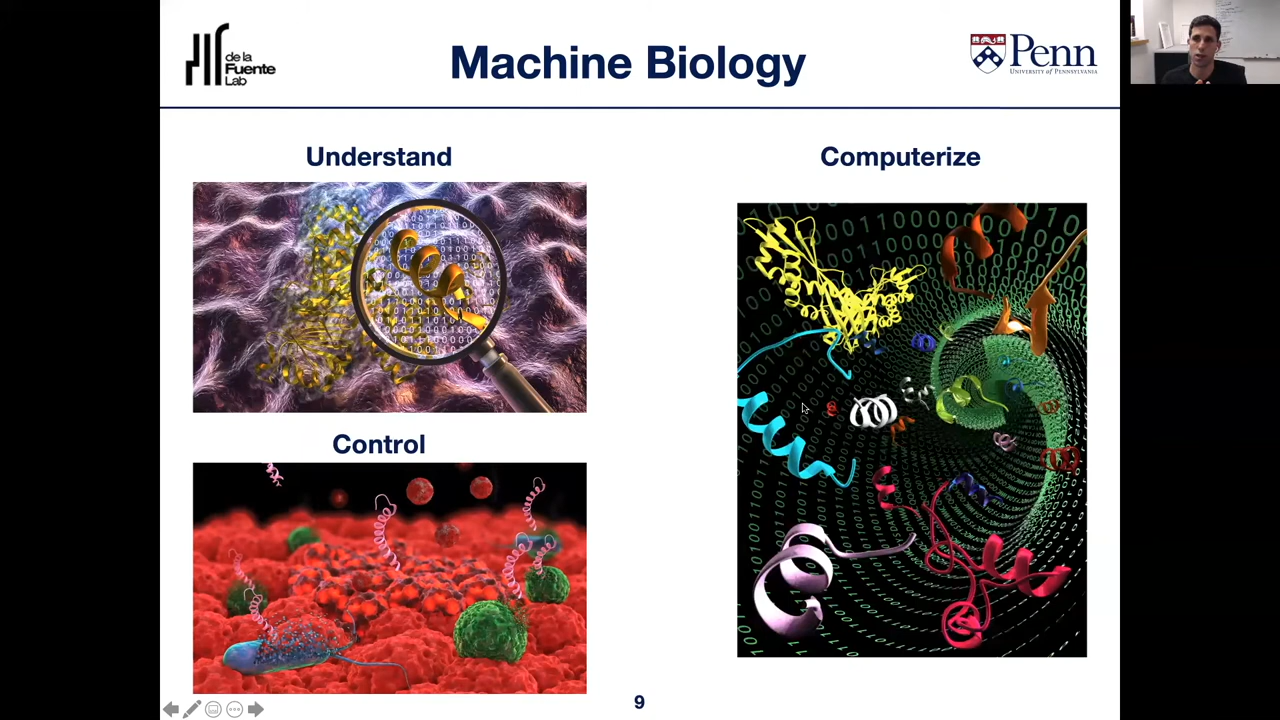 de la
Fuente
Lab
Machine Biology
Penn
UNIVERSITY of PENNSYLVANIA
Understand
Computerize
Control
9